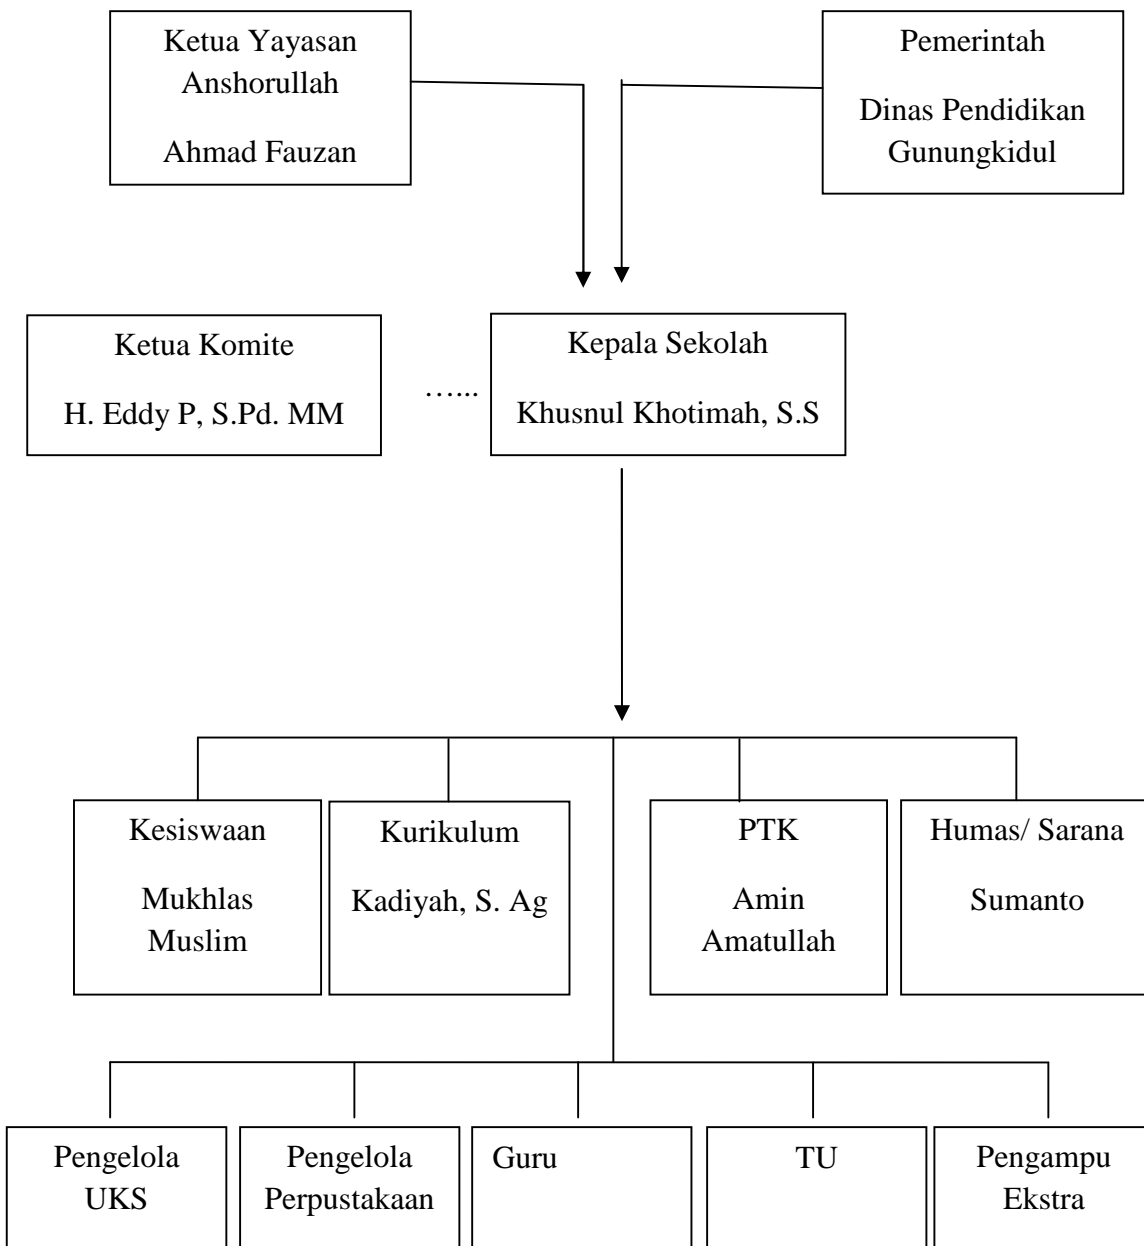 Ketua Yayasan
Anshorullah
Ahmad Fauzan
Pemerintah
Dinas Pendidikan
Gunungkidul
Ketua Komite
H. Eddy P, S.Pd. MM
…...
Kepala Sekolah
Khusnul Khotimah, S.S
Kesiswaan
Mukhlas
Muslim
Kurikulum
Kadiyah, S. Ag
PTK
Amin
Amatullah
Humas/ Sarana
Sumanto
Pengelola
UKS
Pengelola
Perpustakaan
Guru
TU
Pengampu
Ekstra